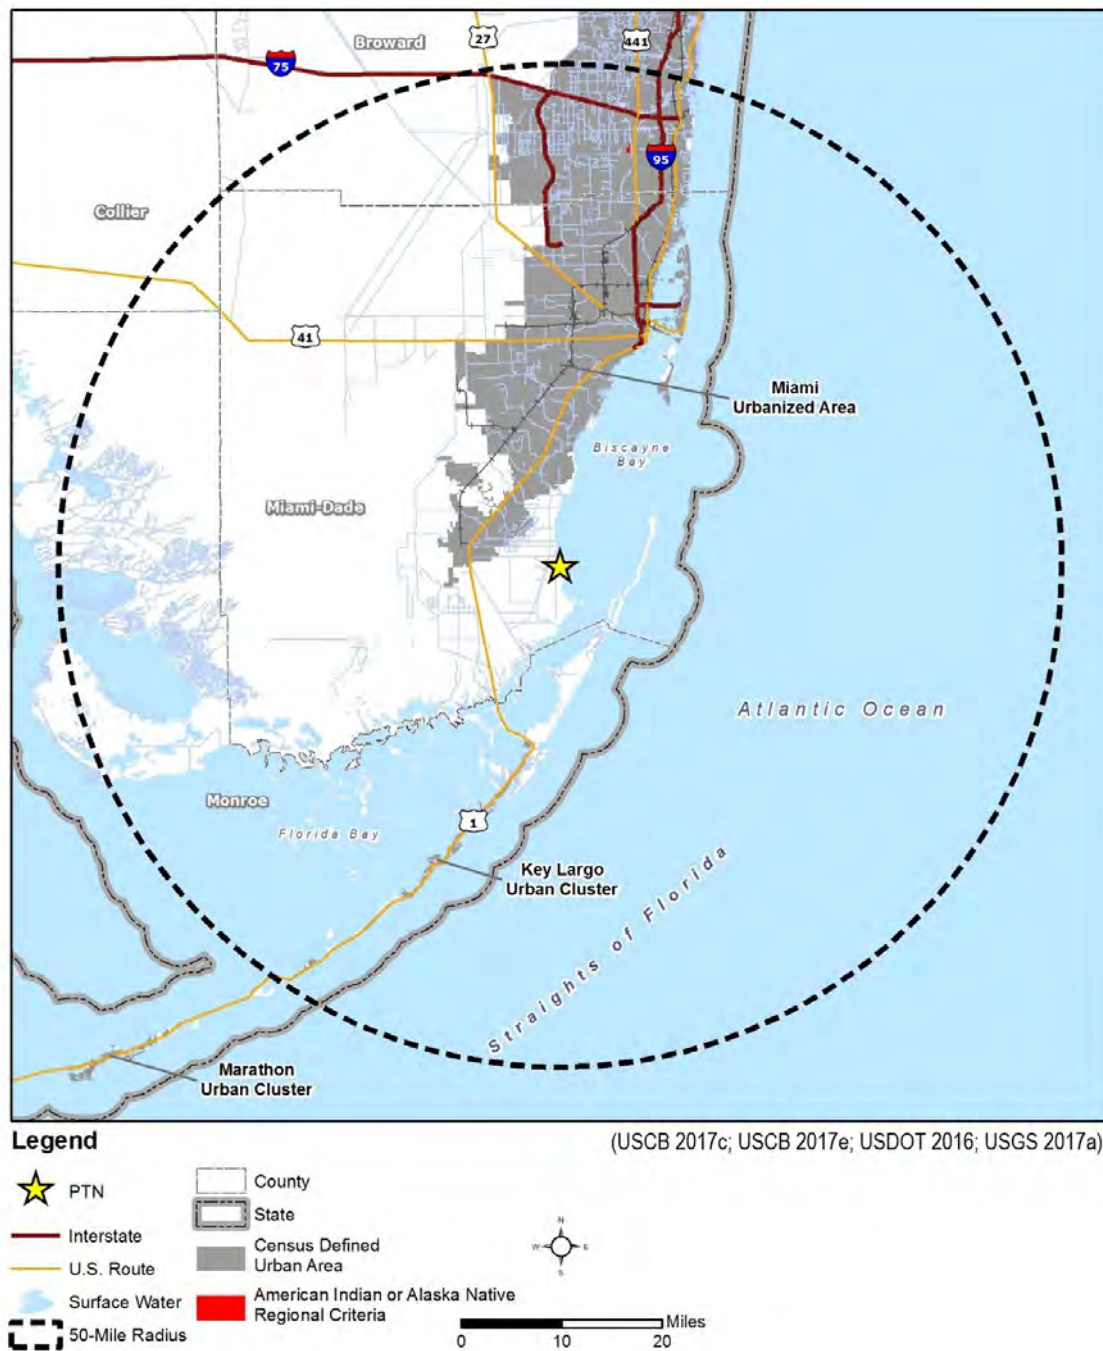 Broward
27
441
75
95
Collier
41
Miami
Urbanized Area
Biscayne
Bay
Miami-Dade
Atlantic Ocean
Monroe
Florida Bay
1
Key Largo
Urban Cluster
Straights of Florida
Marathon
Urban Cluster
Legend
(USCB 2017c; USCB 2017e; USDOT 2016; USGS 2017a)
PTN
Interstate
U.S. Route
Surface Water
50-Mile Radius
County
State
Census Defined
Urban Area
American Indian or Alaska Native
Regional Criteria
N
W E
S
Miles
0 10 20